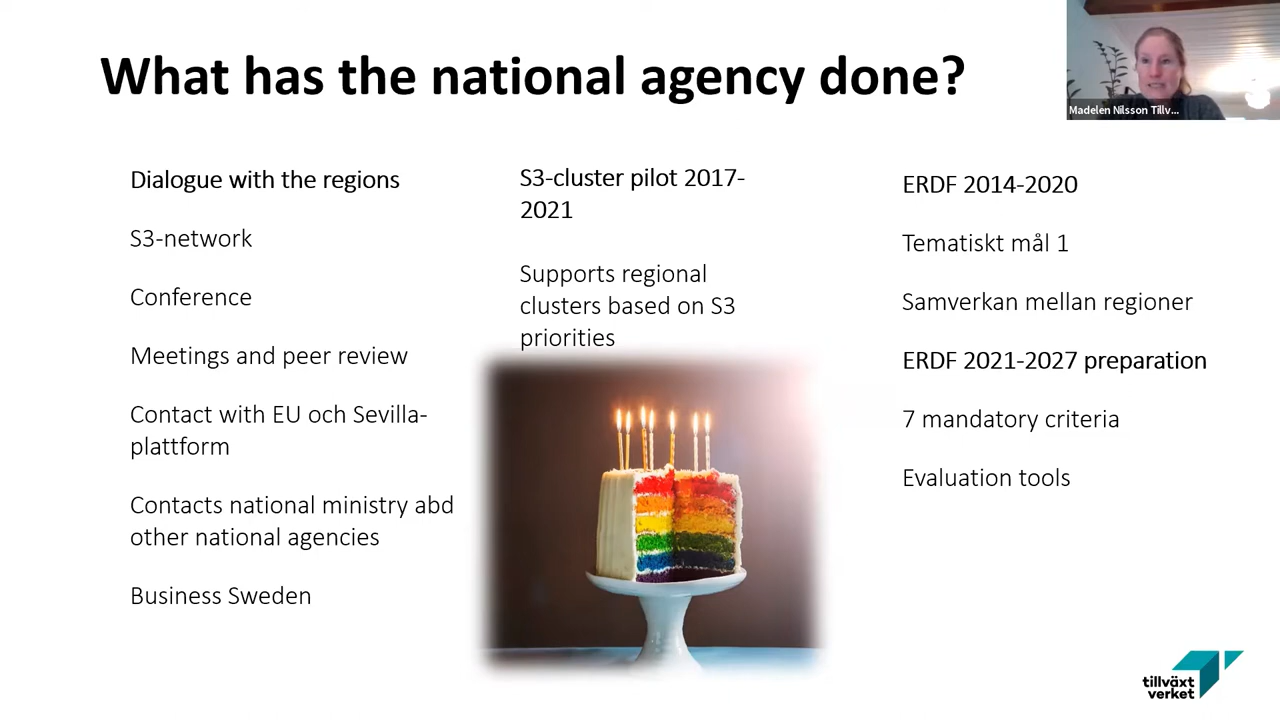 What has the national agency done?
Madelen Nilsson Tillv...
Dialogue with the regions
S3-network
Conference
Meetings and peer review
Contact with EU och Sevilla-
plattform
Contacts national ministry abd
other national agencies
Business Sweden
S3-cluster pilot 2017-
2021
Supports regional
clusters based on S3
priorities
ERDF 2014-2020
Tematiskt mål 1
Samverkan mellan regioner
ERDF 2021-2027 preparation
7 mandatory criteria
Evaluation tools
tillväxt
verket